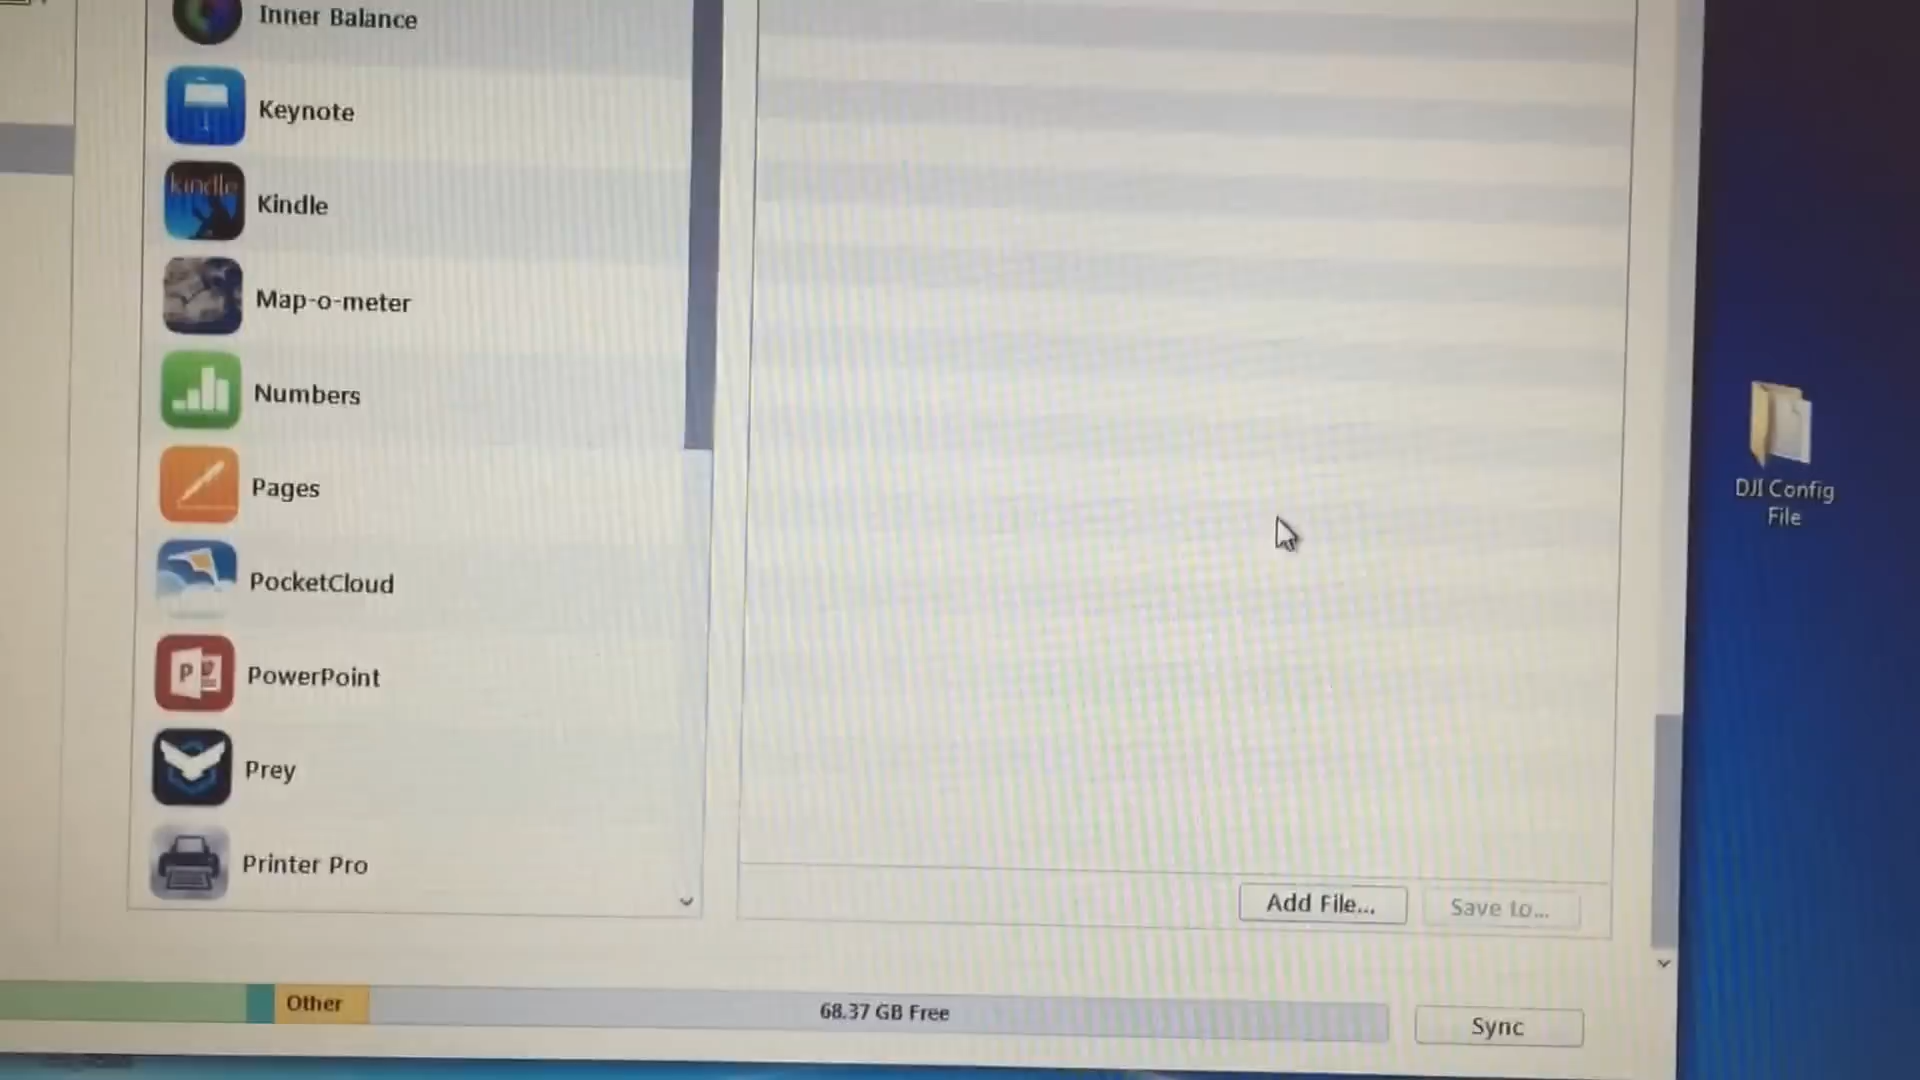 Inner Balance
Keynote
kindle
Kindle
Map-o-meter
Numbers
Pages
PocketCloud
P
PowerPoint
Prey
Printer Pro
Add File...
Save to...
Other
68.37 GB Free
Sync
DJI Config
File